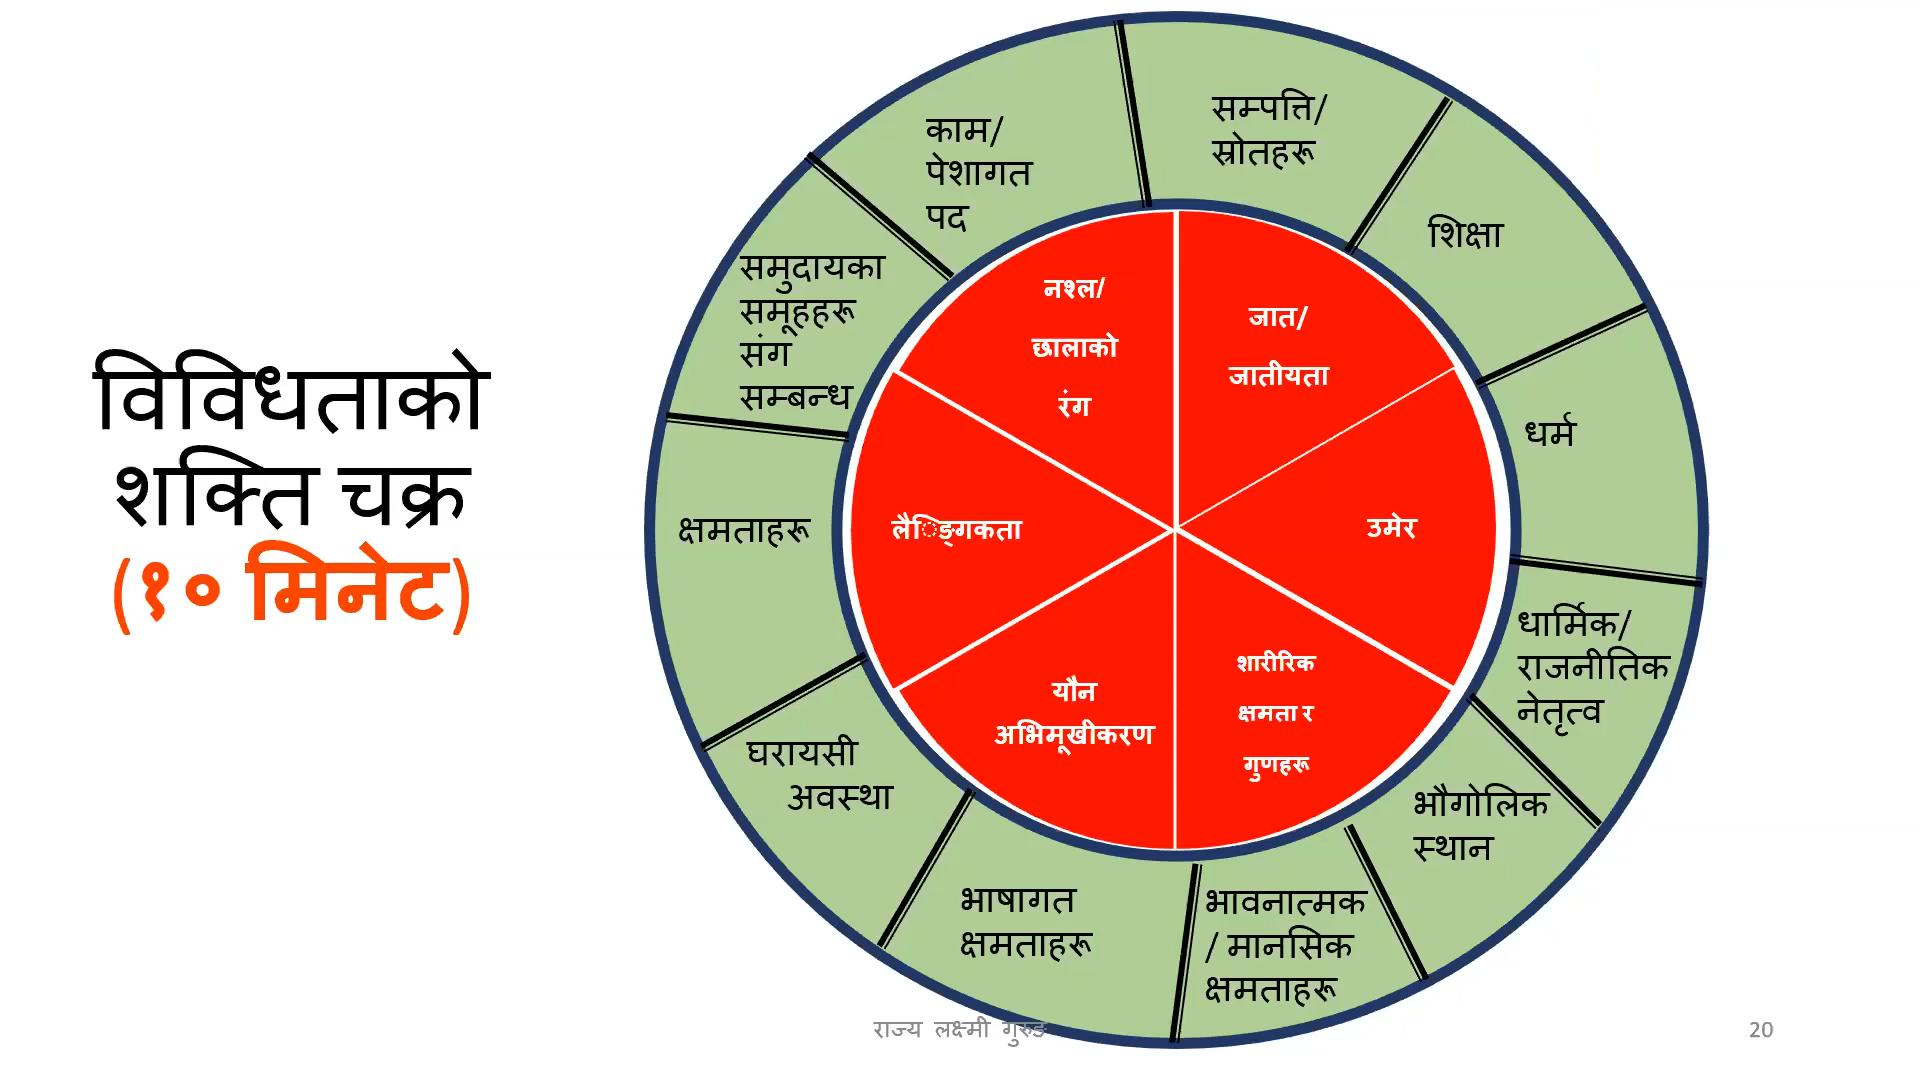 विविधताको
शक्ति चक्र
(१० मिनेट)
काम/
पेशागत
पद
सम्पत्ति/
स्रोतहरू
शिक्षा
धर्म
धार्मिक/
राजनीतिक
नेतृत्व
भौगोलिक
स्थान
भावनात्मक
/ मानसिक
क्षमताहरू
भाषागत
क्षमताहरू
घरायसी
अवस्था
क्षमताहरू
समुदायका
समूहहरू
संग
सम्बन्ध
नश्ल/
छालाको
रंग
जात/
जातीयता
उमेर
शारीरिक
क्षमता र
गुणहरू
यौन
अभिमूखीकरण
लैिङ्गकता
राज्य लक्ष्मी गुरुङ
20